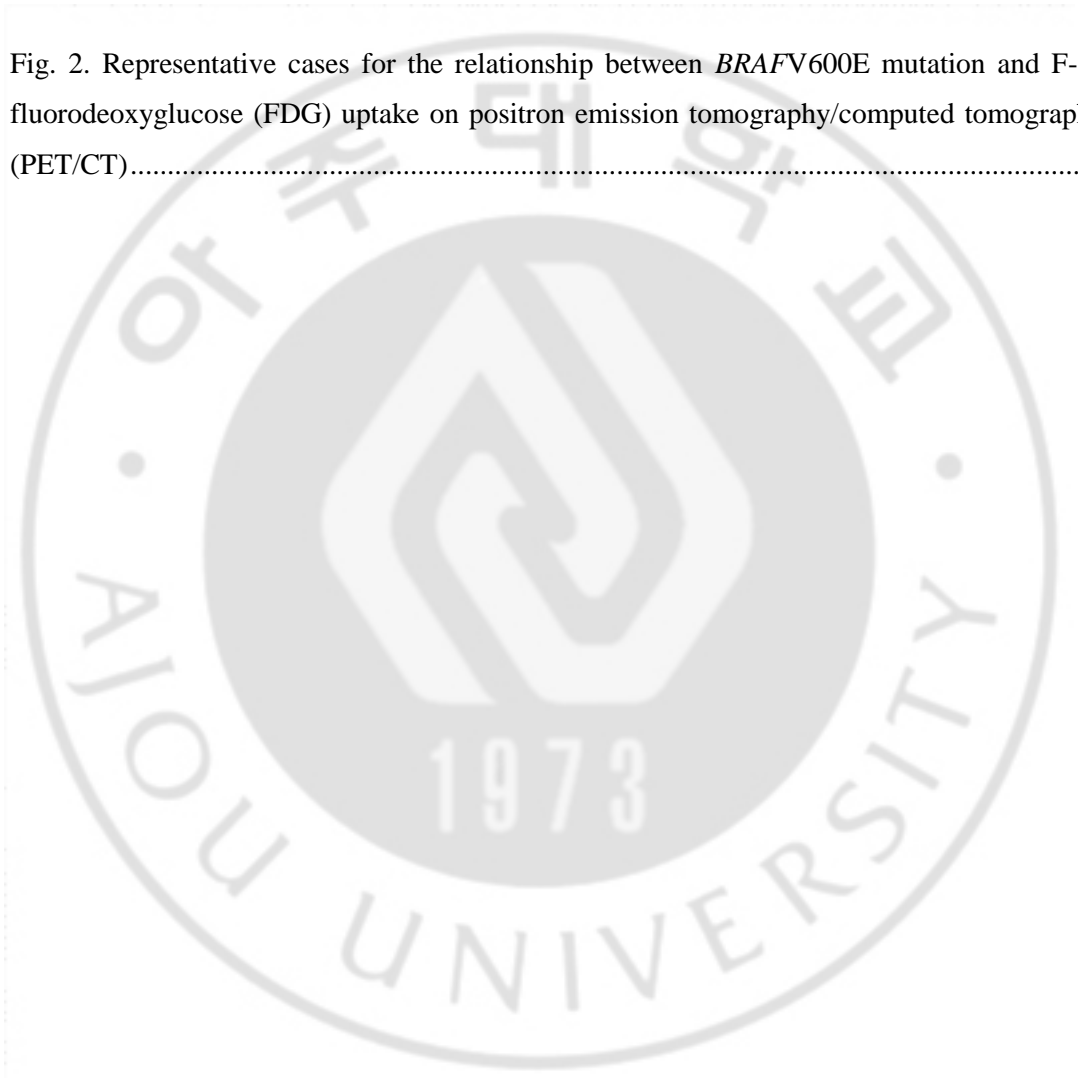 Fig. 2. Representative cases for the relationship between BRAFV600E mutation and F-
fluorodeoxyglucose (FDG) uptake on positron emission tomography/computed
(PET/CT)...............................................................................................................................
아주대학교
1973
AJOU UNIVERSITY